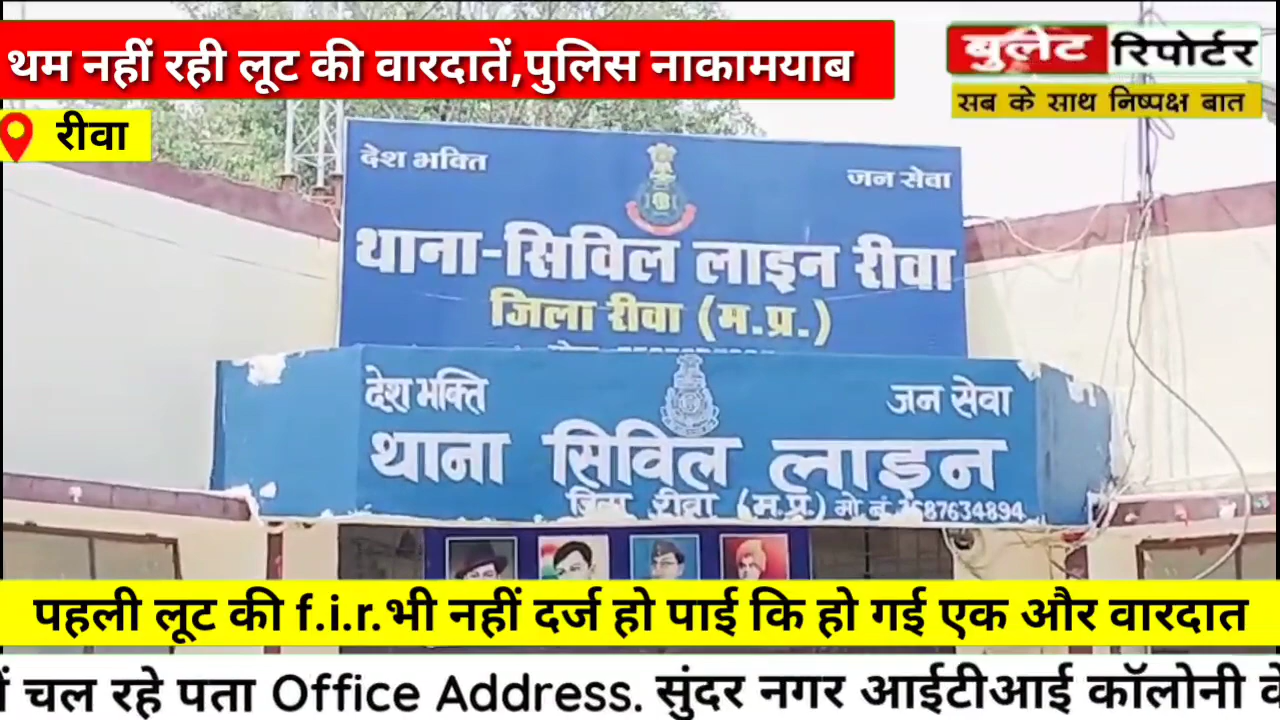 थम नहीं रही लूट की वारदातें,पुलिस नाकामयाब
बुलेट रिपोर्टर
सब के साथ निष्पक्ष बात
रीवा
देश भक्ति जन सेवा
थाना-सिविल लाइन रीवा
जिला रीवा (म.प्र.)
देश भक्ति जन सेवा
थाना सिविल लाइन
जिला रीवा (म.प्र.) मो.नं.
पहली लूट की f.i.r.भी नहीं दर्ज हो पाई कि हो गई एक और वारदात
चल रहे पता Office Address. सुंदर नगर आईटीआई कॉलोनी